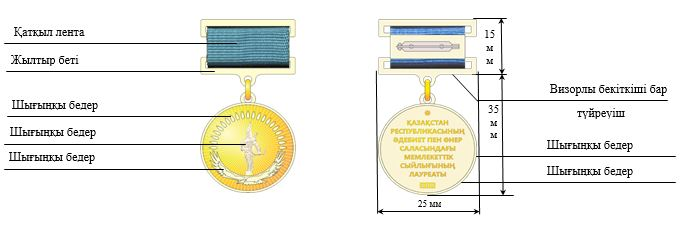 Қатқыл лента
Жылтыр беті
Шығыңқы бедер
Шығыңқы бедер
Шығыңқы бедер
15 мм
Визорлы бекіткіші бар
түйреуіш
35 мм
ҚАЗАҚСТАН
РЕСПУБЛИКАСЫНЫҢ
ӘДЕБИЕТ ПЕН ӨНЕР
САЛАСЫНДАҒЫ
МЕМЛЕКЕТТІК
СЫЙЛЫҒЫНЫҢ
ЛАУРЕАТЫ
Шығыңқы бедер
Шығыңқы бедер
25 мм